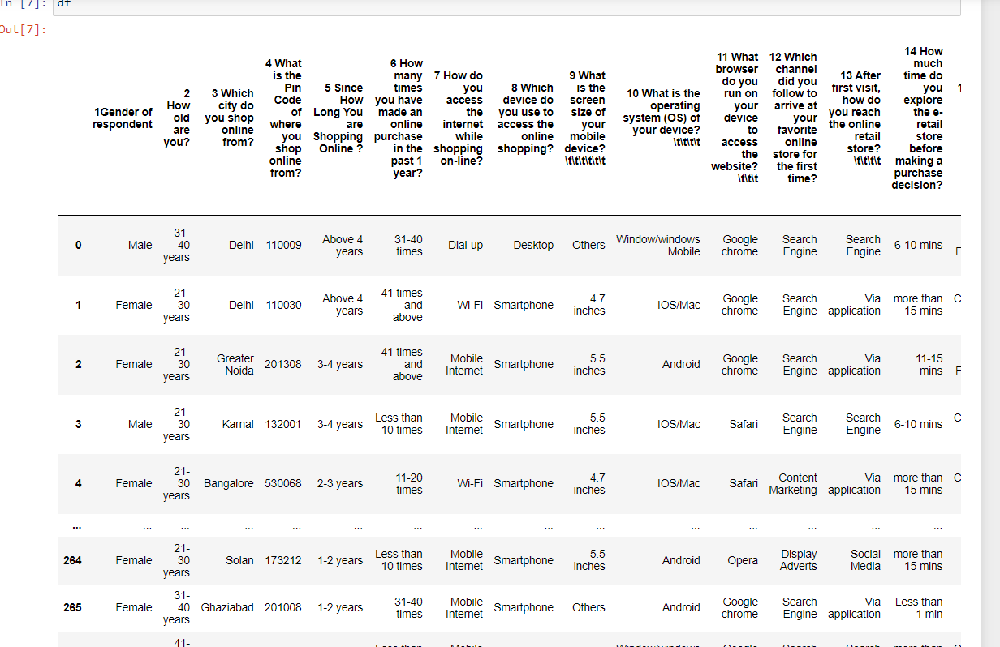 In [7]: df
Out[7]:
1Gender of respondent
2 How old are you?
3 Which city do you shop online from?
4 What is the Pin Code of where you shop online from?
5 Since How Long You are Shopping Online ?
6 How many times you have made an online purchase in the past 1 year?
7 How do you access the internet while shopping on-line?
8 Which device do you use to access the online shopping?
9 What is the screen size of your mobile device? \t\t\t\t\t\t
10 What is the operating system (OS) of your device? \t\t\t\t
11 What browser do you run on your device to access the website? \t\t\t
12 Which channel did you follow to arrive at your favorite online store for the first time?
13 After first visit, how do you reach the online retail store? \t\t\t\t
14 How much time do you explore the e-retail store before making a purchase decision?
1
0 Male 31-40 years Delhi 110009 Above 4 years 31-40 times Dial-up Desktop Others Window/windows Mobile Google chrome Search Engine Search Engine 6-10 mins F
1 Female 21-30 years Delhi 110030 Above 4 years 41 times and above Wi-Fi Smartphone 4.7 inches IOS/Mac Google chrome Search Engine Via application more than 15 mins C
2 Female 21-30 years Greater Noida 201308 3-4 years 41 times and above Mobile Internet Smartphone 5.5 inches Android Google chrome Search Engine Via application 11-15 mins F
3 Male 21-30 years Karnal 132001 3-4 years Less than 10 times Mobile Internet Smartphone 5.5 inches IOS/Mac Safari Search Engine Search Engine 6-10 mins C
4 Female 21-30 years Bangalore 530068 2-3 years 11-20 times Wi-Fi Smartphone 4.7 inches IOS/Mac Safari Content Marketing Via application more than 15 mins C
... ... ... ... ... ... ... ... ... ... ... ... ... ... ...
264 Female 21-30 years Solan 173212 1-2 years Less than 10 times Mobile Internet Smartphone 5.5 inches Android Opera Display Adverts Social Media more than 15 mins
265 Female 31-40 years Ghaziabad 201008 1-2 years 31-40 times Mobile Internet Smartphone Others Android Google chrome Search Engine Via application Less than 1 min
41-